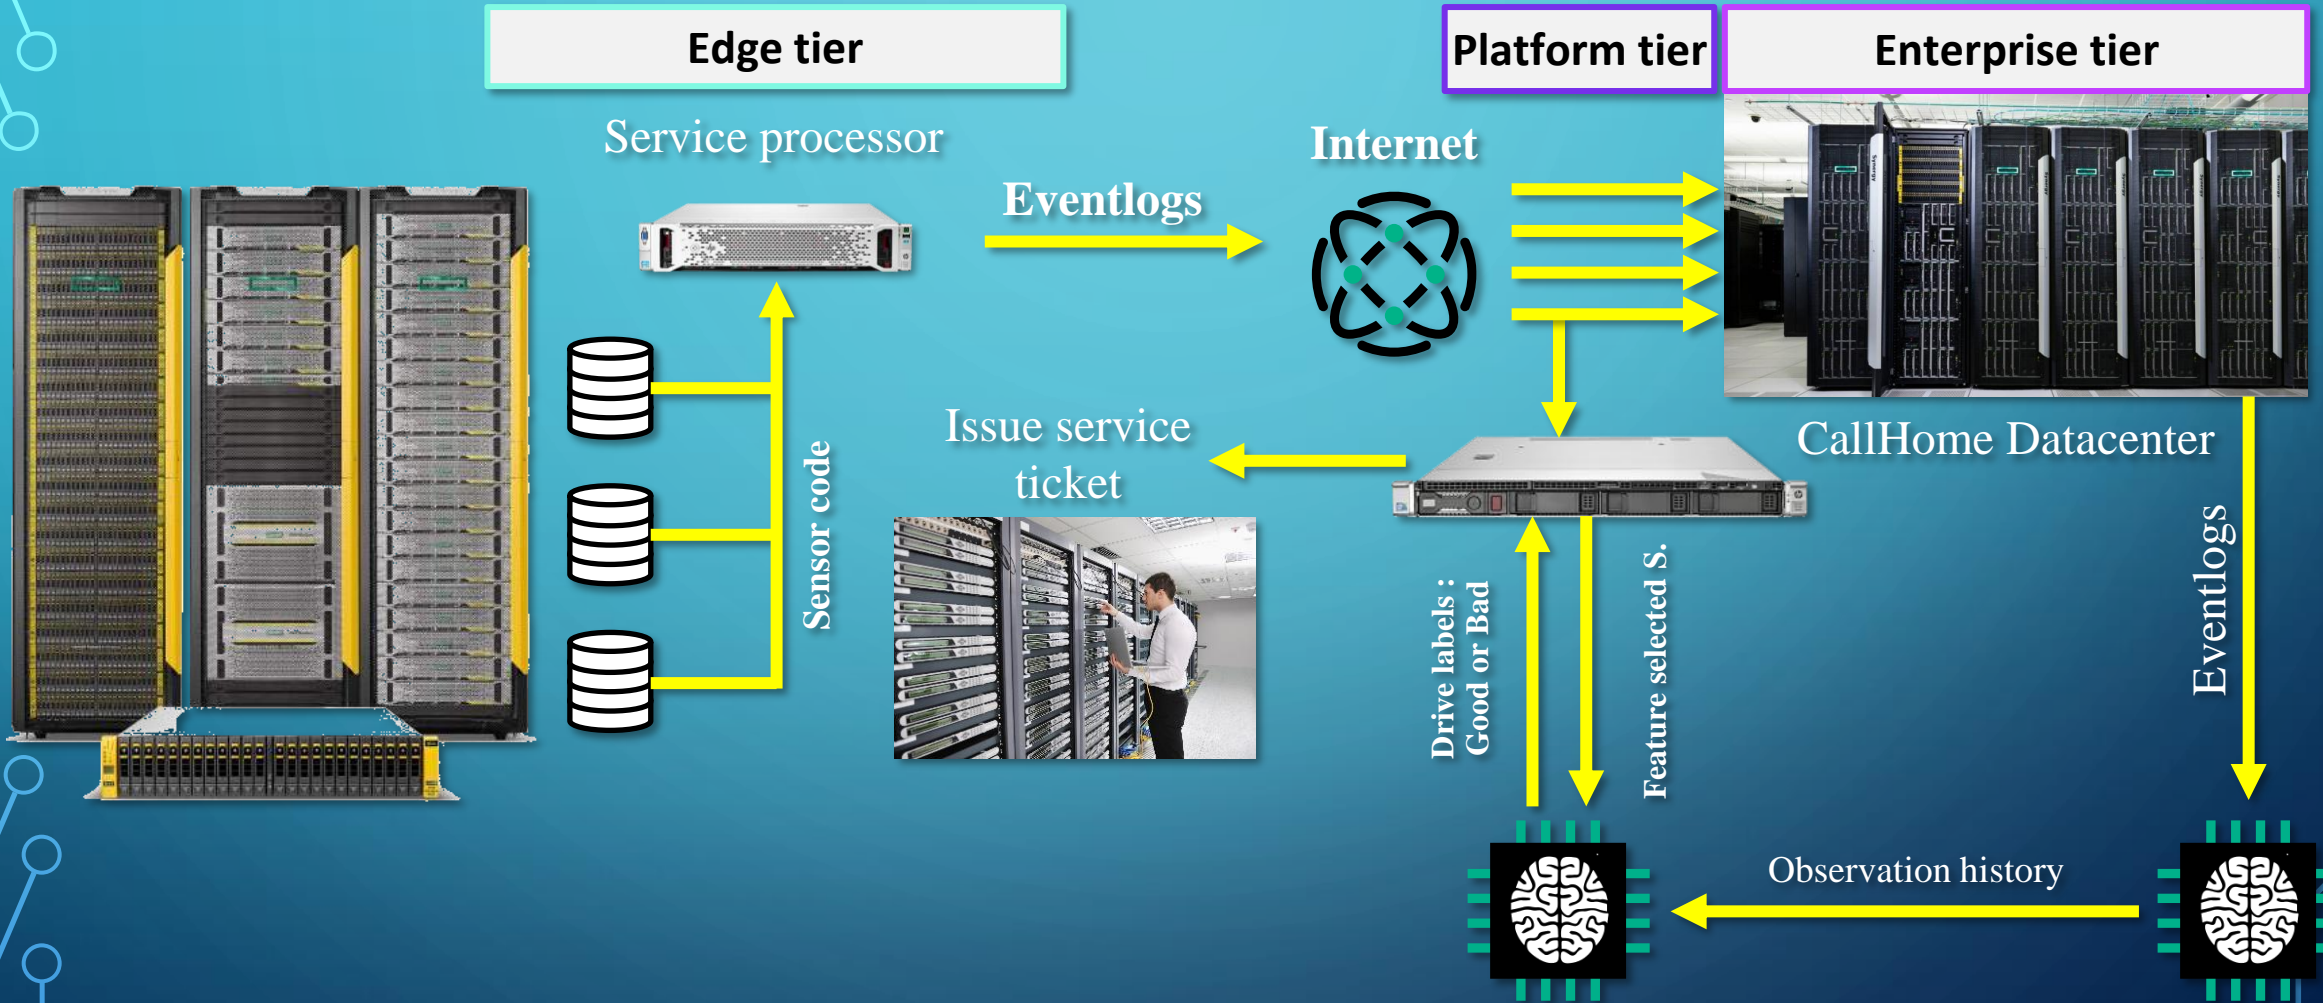 Edge tier
Platform tier
Enterprise tier
Service processor
Internet
Eventlogs
Sensor code
Issue service
ticket
CallHome Datacenter
Drive labels :
Good or Bad
Feature selected S.
Eventlogs
Observation history
Synergy